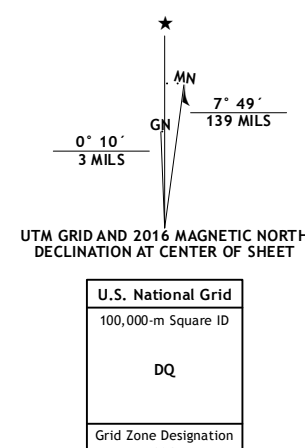 ★
MN
7° 49´
139 MILS
GN
0° 10´
3 MILS
UTM GRID AND 2016 MAGNETIC NORTH
DECLINATION AT CENTER OF SHEET
U.S. National Grid
100,000-m Square ID
DQ
Grid Zone Designation